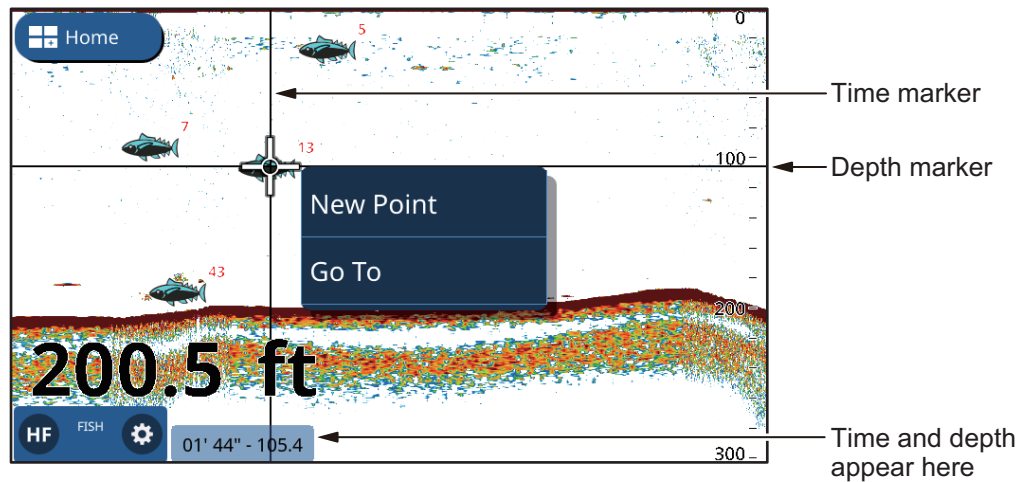 Home
0
5
Time marker
7
13
100
Depth marker
New Point
Go To
43
200
200.5 ft
HF
FISH
01' 44" - 105.4
Time and depth
appear here
300